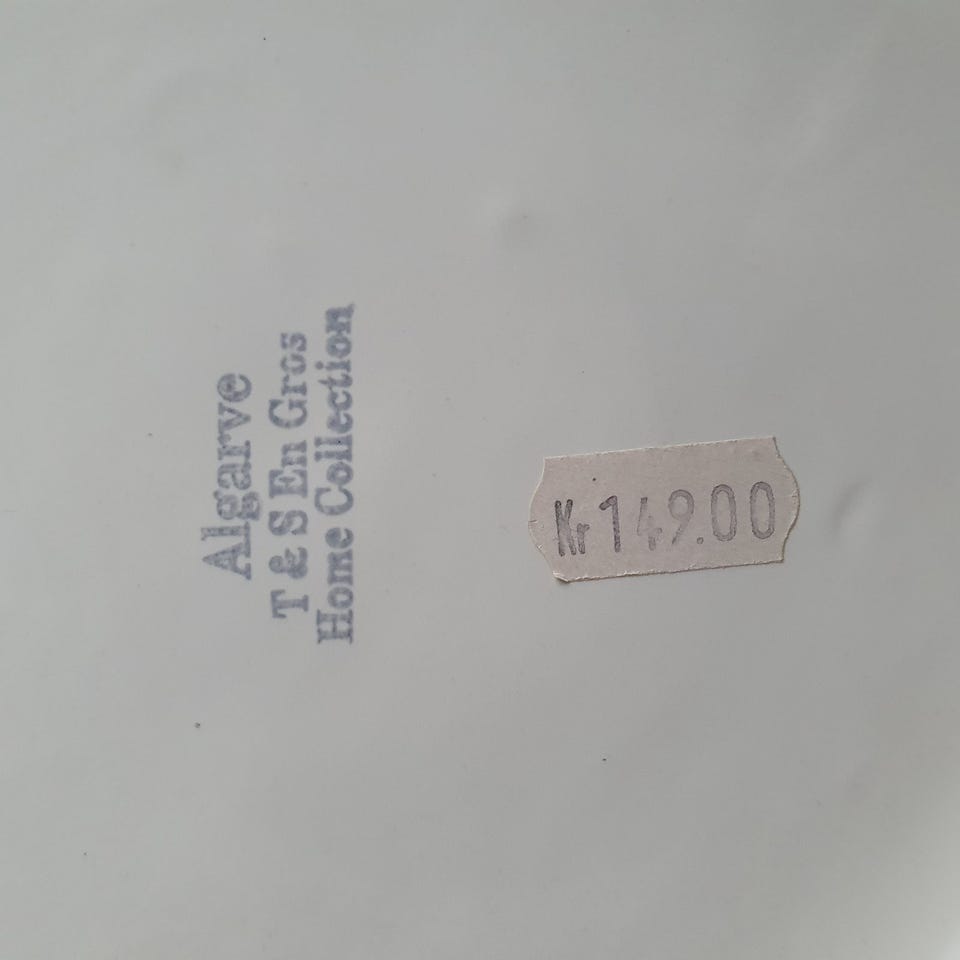 Algarve
T & S En Gros
Home Collection
Kr 149.00